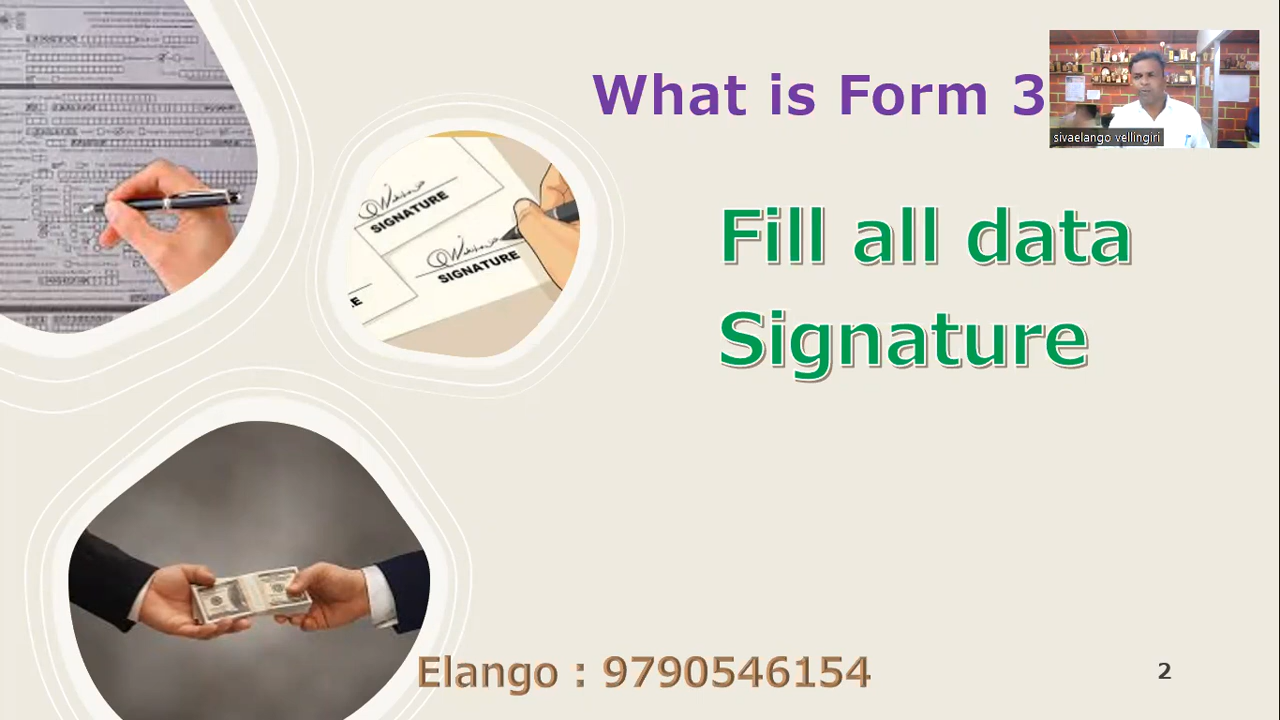 What is Form 3
sivaelango vellingiri
Fill all data
Signature
SIGNATURE
SIGNATURE
Elango : 9790546154
2